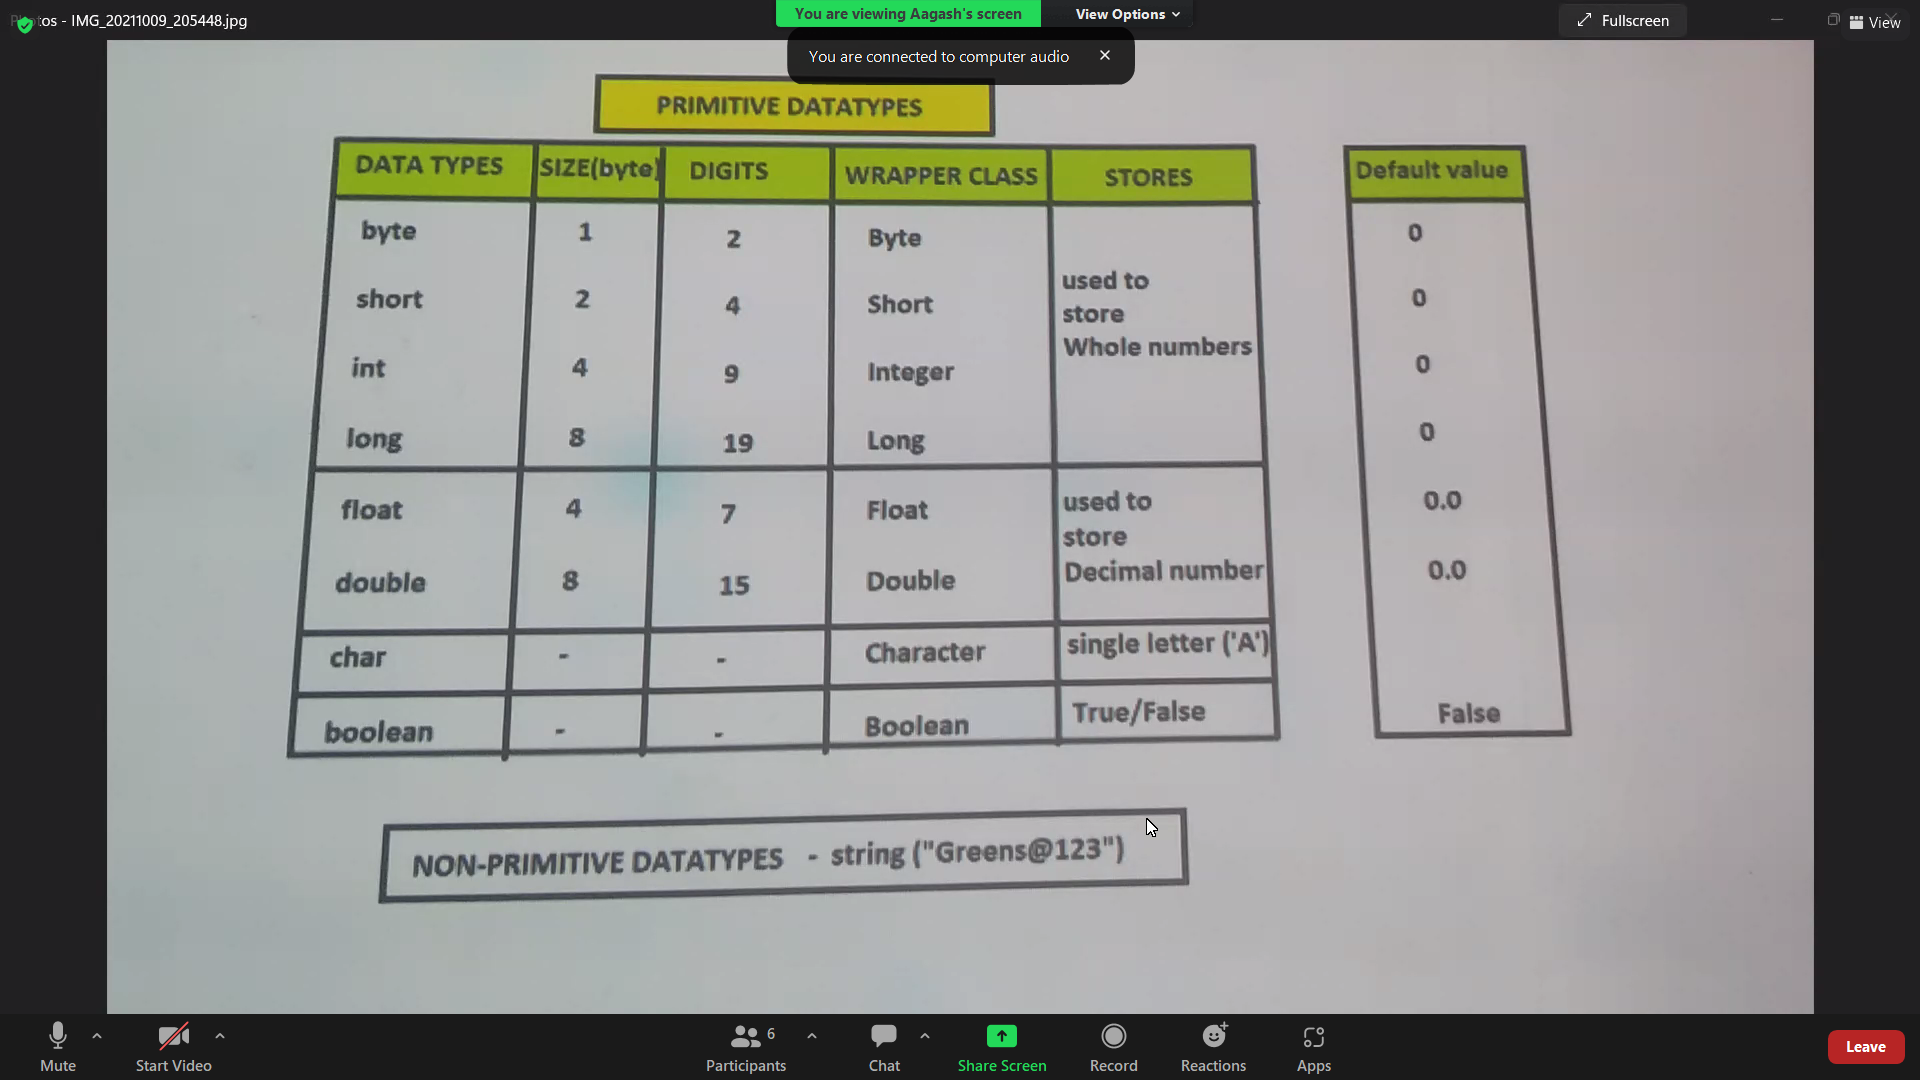 Photos - IMG_20211009_205448.jpg
You are viewing Aagash's screen
View Options
Fullscreen
View
You are connected to computer audio
PRIMITIVE DATATYPES
DATA TYPES SIZE(byte) DIGITS WRAPPER CLASS STORES Default value
byte 1 2 Byte 0
short 2 4 Short 0
int 4 9 Integer 0
long 8 19 Long 0
used to
store
Whole numbers
float 4 7 Float 0.0
double 8 15 Double 0.0
used to
store
Decimal number
char - - Character single letter ('A')
boolean - - Boolean True/False False
NON-PRIMITIVE DATATYPES - string ("Greens@123")
Mute
Start Video
6
Participants
Chat
Share Screen
Record
Reactions
Apps
Leave